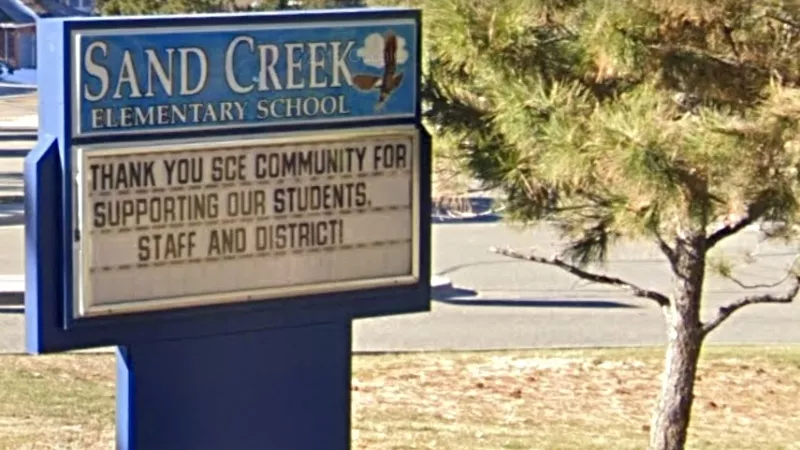 SAND CREEK
ELEMENTARY SCHOOL
THANK YOU SCE COMMUNITY FOR
SUPPORTING OUR STUDENTS,
STAFF AND DISTRICT!